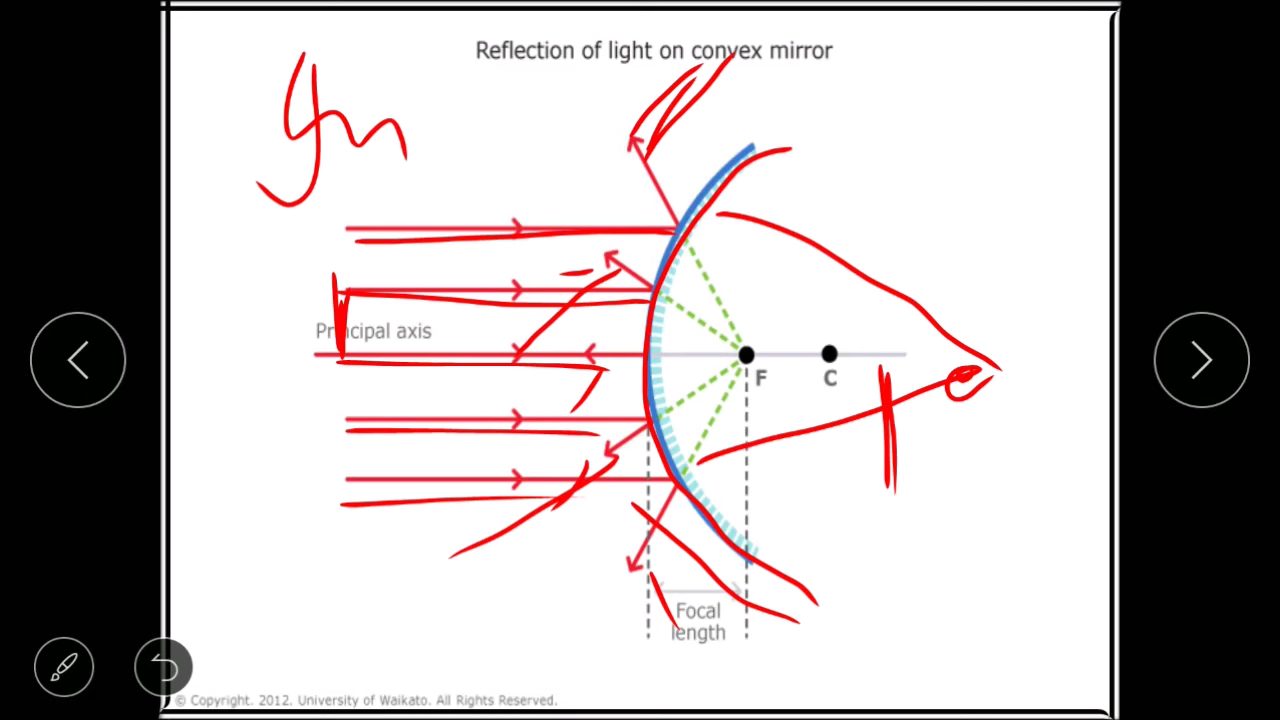 Reflection of light on convex mirror
Principal axis
F
C
Focal
length
© Copyright. 2012. University of Waikato. All Rights Reserved.